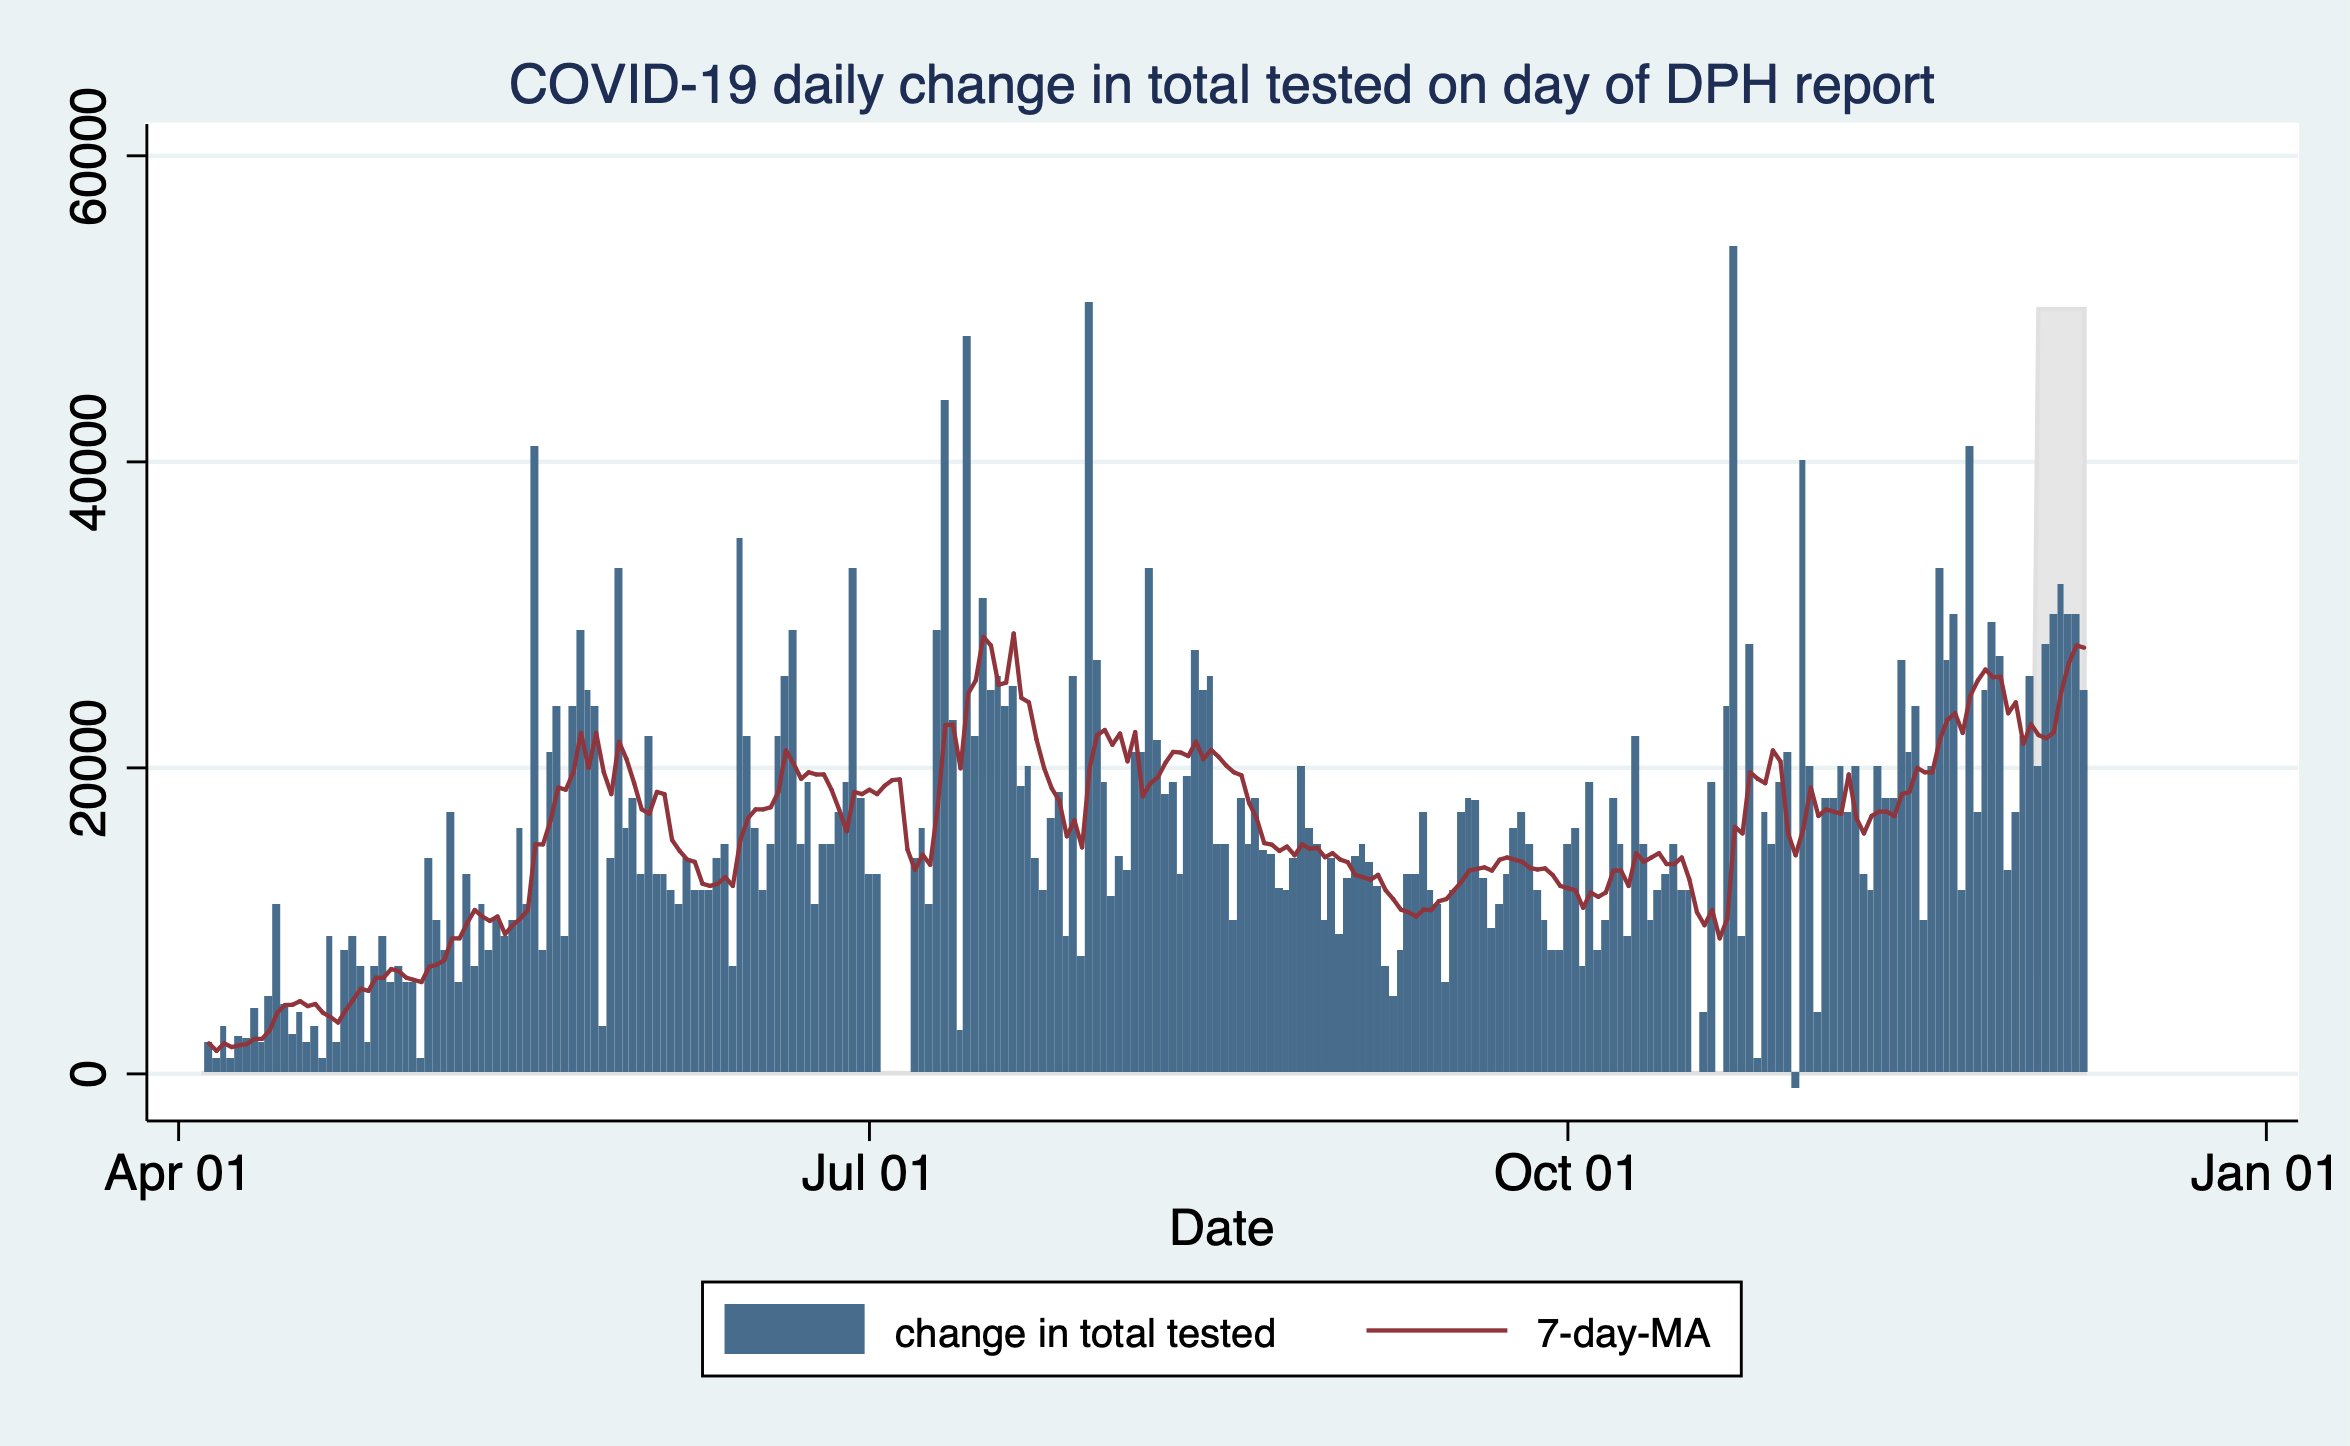 COVID-19 daily change in total tested on day of DPH report
60000
40000
20000
0
Apr 01 Jul 01 Oct 01 Jan 01
Date
change in total tested 7-day-MA